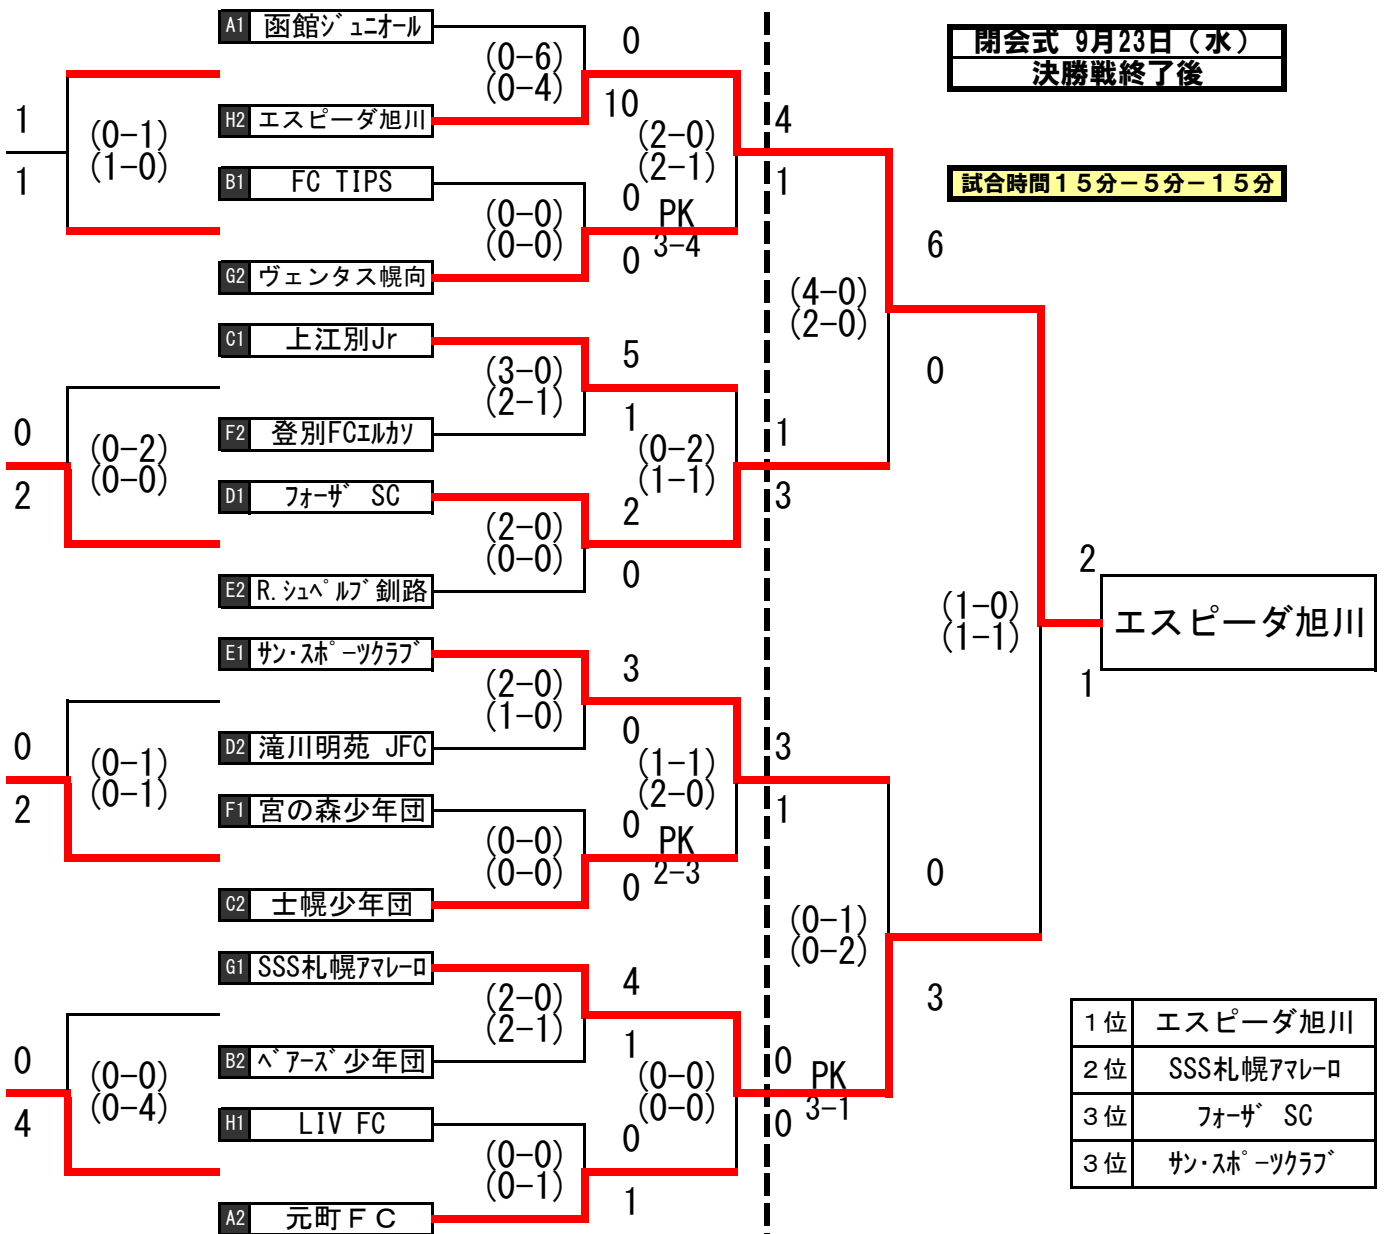 A1 函館ジュニオール
0
(0-6)
(0-4)
10
H2 エスピーダ旭川
閉会式 9月23日（水）
決勝戦終了後
試合時間１５分－５分－１５分
1
(0-1)
(1-0)
1
(2-0)
(2-1)
4
1
B1 FC TIPS
0
(0-0)
(0-0)
PK
3-4
0
G2 ヴェンタス幌向
6
(4-0)
(2-0)
0
C1 上江別Jr
5
(3-0)
(2-1)
1
F2 登別FCエルカソ
0
(0-2)
(0-0)
2
(0-2)
(1-1)
1
3
D1 フォーザ SC
2
(2-0)
(0-0)
0
E2 R.シュペルブ釧路
2
(1-0)
(1-1)
エスピーダ旭川
1
E1 サン・スポーツクラブ
3
(2-0)
(1-0)
0
D2 滝川明苑 JFC
0
(0-1)
(0-1)
2
(1-1)
(2-0)
3
1
F1 宮の森少年団
0
(0-0)
(0-0)
PK
2-3
0
C2 士幌少年団
0
(0-1)
(0-2)
3
G1 SSS札幌アマレーロ
4
(2-0)
(2-1)
1
B2 ベアーズ少年団
0
(0-0)
(0-4)
4
(0-0)
(0-0)
0
PK
3-1
0
H1 LIV FC
0
(0-0)
(0-1)
1
A2 元町ＦＣ
１位 エスピーダ旭川
２位 SSS札幌アマレーロ
３位 フォーザ SC
３位 サン・スポーツクラブ